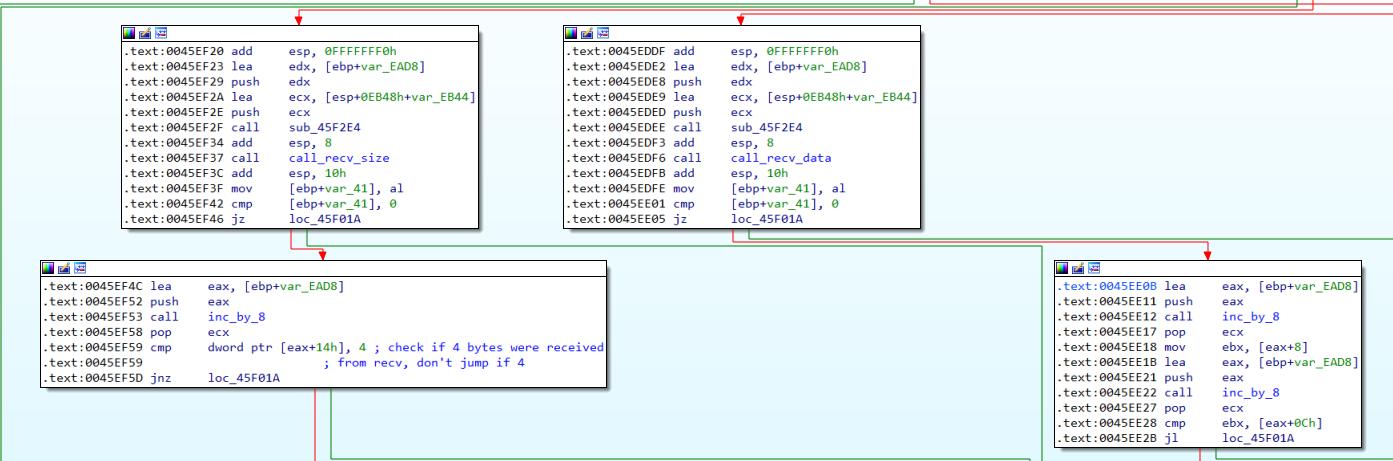 .text:0045EF20 add esp, 0FFFFFFF0h
.text:0045EF23 lea edx, [ebp+var_EAD8]
.text:0045EF29 push edx
.text:0045EF2A lea ecx, [esp+0EB48h+var_EB44]
.text:0045EF2E push ecx
.text:0045EF2F call sub_45F2E4
.text:0045EF34 add esp, 8
.text:0045EF37 call call_recv_size
.text:0045EF3C add esp, 10h
.text:0045EF3F mov [ebp+var_41], al
.text:0045EF42 cmp [ebp+var_41], 0
.text:0045EF46 jz loc_45F01A
.text:0045EDDF add esp, 0FFFFFFF0h
.text:0045EDE2 lea edx, [ebp+var_EAD8]
.text:0045EDE8 push edx
.text:0045EDE9 lea ecx, [esp+0EB48h+var_EB44]
.text:0045EDED push ecx
.text:0045EDEE call sub_45F2E4
.text:0045EDF3 add esp, 8
.text:0045EDF6 call call_recv_data
.text:0045EDFB add esp, 10h
.text:0045EDFE mov [ebp+var_41], al
.text:0045EE01 cmp [ebp+var_41], 0
.text:0045EE05 jz loc_45F01A
.text:0045EF4C lea eax, [ebp+var_EAD8]
.text:0045EF52 push eax
.text:0045EF53 call inc_by_8
.text:0045EF58 pop ecx
.text:0045EF59 cmp dword ptr [eax+14h], 4 ; check if 4 bytes were received
.text:0045EF59 ; from recv, don't jump if 4
.text:0045EF5D jnz loc_45F01A
.text:0045EE0B lea eax, [ebp+var_EAD8]
.text:0045EE11 push eax
.text:0045EE12 call inc_by_8
.text:0045EE17 pop ecx
.text:0045EE18 mov ebx, [eax+8]
.text:0045EE1B lea eax, [ebp+var_EAD8]
.text:0045EE21 push eax
.text:0045EE22 call inc_by_8
.text:0045EE27 pop ecx
.text:0045EE28 cmp ebx, [eax+0Ch]
.text:0045EE2B jl loc_45F01A